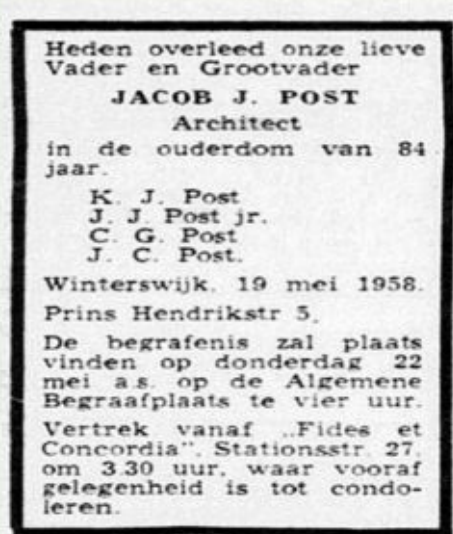 Heden overleed onze lieve
Vader en Grootvader
JACOB J. POST
Architect
in de ouderdom van 84
jaar.
K. J. Post
J. J. Post jr.
C. G. Post
J. C. Post.
Winterswijk, 19 mei 1958.
Prins Hendrikstr 5.
De begrafenis zal plaats
vinden op donderdag 22
mei a.s. op de Algemene
Begraafplaats te vier uur.
Vertrek vanaf „Fides et
Concordia”, Stationsstr. 27,
om 3.30 uur, waar vooraf
gelegenheid is tot condo-
leren.